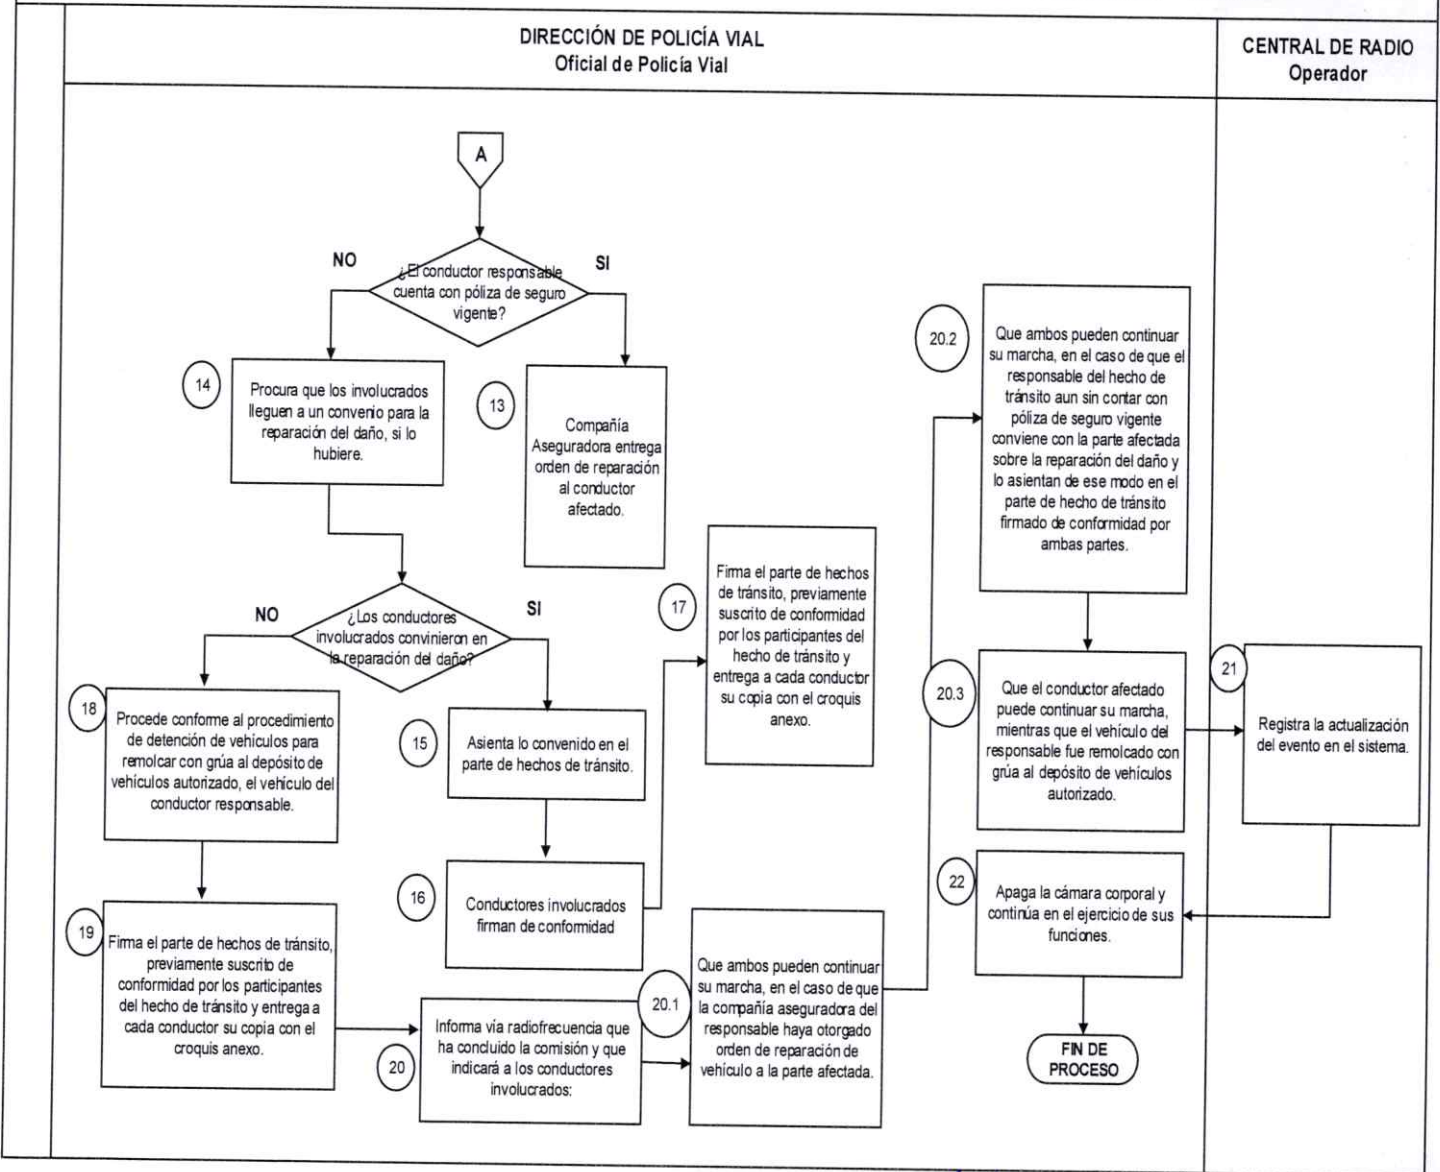 DIRECCIÓN DE POLICÍA VIAL
Oficial de Policía Vial
CENTRAL DE RADIO
Operador
A
NO
SI
¿El conductor responsable
cuenta con póliza de seguro
vigente?
14
Procura que los involucrados
lleguen a un convenio para la
reparación del daño, si lo
hubiere.
13
Compañía
Aseguradora entrega
orden de reparación
al conductor
afectado.
NO
SI
¿Los conductores
involucrados convinieron en
la reparación del daño?
18
Procede conforme al procedimiento
de detención de vehículos para
remolcar con grúa al depósito de
vehículos autorizado, el vehículo del
conductor responsable.
15
Asienta lo convenido en el
parte de hechos de tránsito.
16
Conductores involucrados
firman de conformidad
17
Firma el parte de hechos
de tránsito, previamente
suscrito de conformidad
por los participantes del
hecho de tránsito y
entrega a cada conductor
su copia con el croquis
anexo.
19
Firma el parte de hechos de tránsito,
previamente suscrito de
conformidad por los participantes
del hecho de tránsito y entrega a
cada conductor su copia con el
croquis anexo.
20
Informa vía radiofrecuencia que
ha concluido la comisión y que
indicará a los conductores
involucrados:
20.1
Que ambos pueden continuar
su marcha, en el caso de que
la compañía aseguradora del
responsable haya otorgado
orden de reparación de
vehículo a la parte afectada.
20.2
Que ambos pueden continuar
su marcha, en el caso de que el
responsable del hecho de
tránsito aun sin contar con
póliza de seguro vigente
conviene con la parte afectada
sobre la reparación del daño y
lo asientan de ese modo en el
parte de hecho de tránsito
firmado de conformidad por
ambas partes.
20.3
Que el conductor afectado
puede continuar su marcha,
mientras que el vehículo del
responsable fue remolcado con
grúa al depósito de vehículos
autorizado.
21
Registra la actualización
del evento en el sistema.
22
Apaga la cámara corporal y
continúa en el ejercicio de sus
funciones.
FIN DE
PROCESO